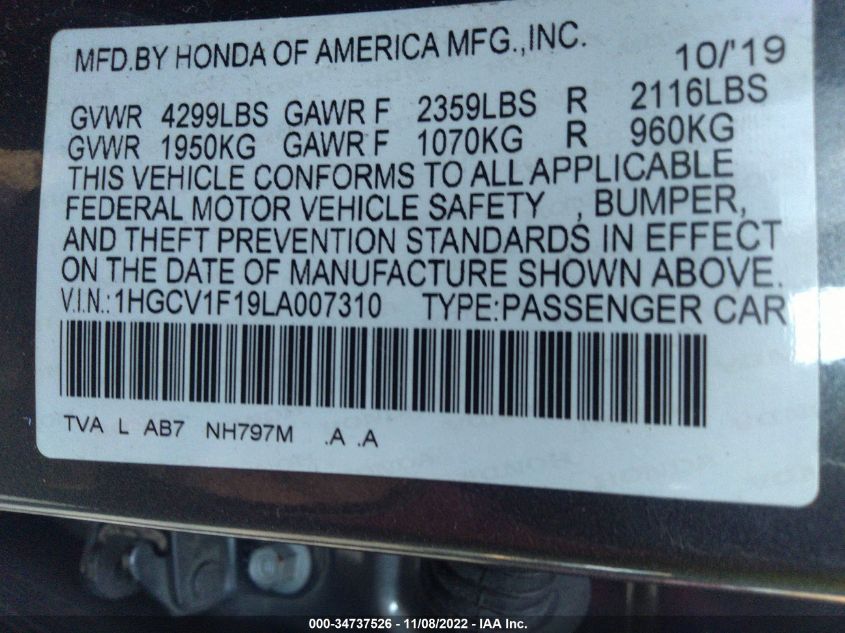 MFD.BY HONDA OF AMERICA MFG.,INC. 10/'19
GVWR 4299LBS GAWR F 2359LBS R 2116LBS
GVWR 1950KG GAWR F 1070KG R 960KG
THIS VEHICLE CONFORMS TO ALL APPLICABLE
FEDERAL MOTOR VEHICLE SAFETY , BUMPER,
AND THEFT PREVENTION STANDARDS IN EFFECT
ON THE DATE OF MANUFACTURE SHOWN ABOVE.
V.I.N.: 1HGCV1F19LA007310 TYPE:PASSENGER CAR
TVA L AB7 NH797M .A .A
000-34737526 - 11/08/2022 - IAA Inc.